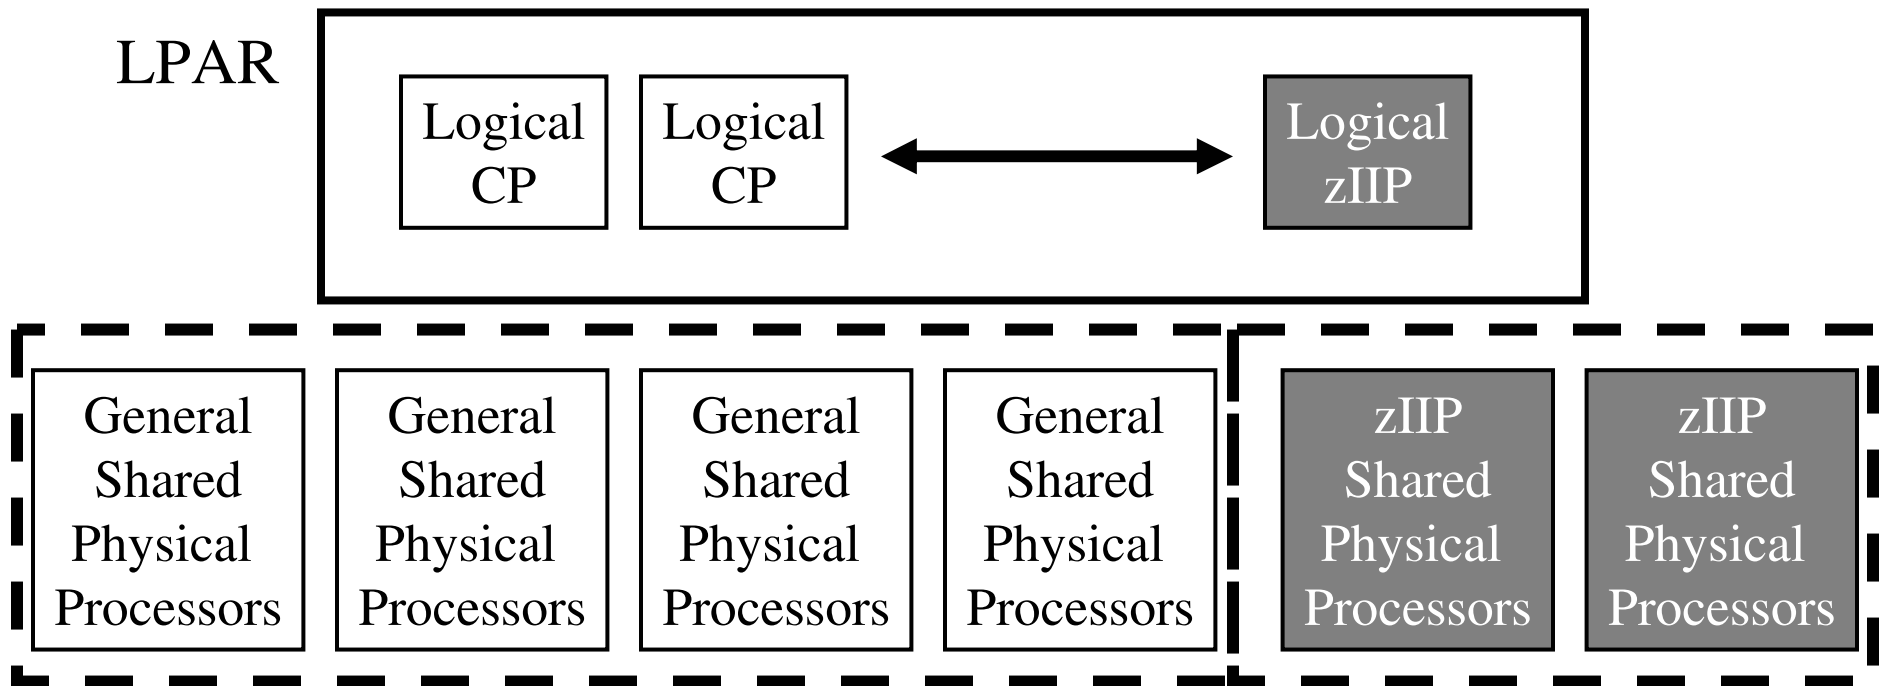 LPAR
Logical
CP
Logical
CP
Logical
zIIP
General
Shared
Physical
Processors
General
Shared
Physical
Processors
General
Shared
Physical
Processors
General
Shared
Physical
Processors
zIIP
Shared
Physical
Processors
zIIP
Shared
Physical
Processors